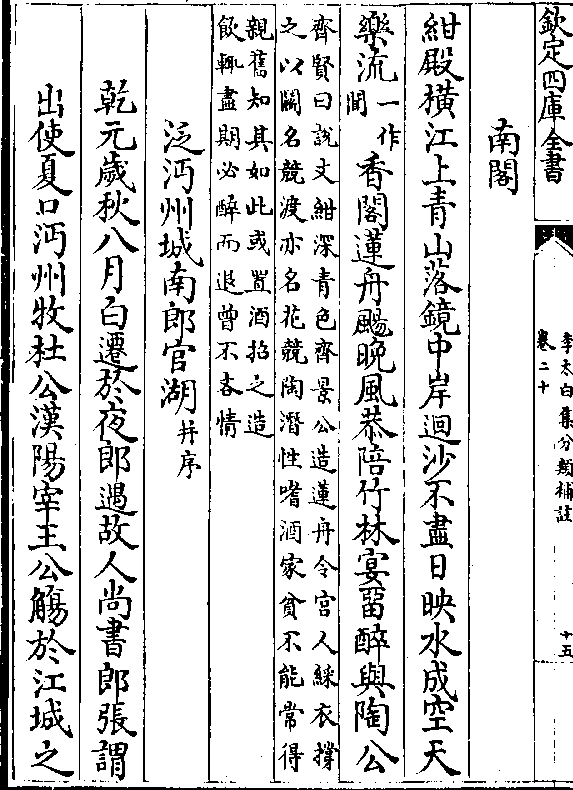 欽定四庫全書
李太白集分類補註
卷二十
十五
南閣
紺殿橫江上青山落鏡中岸迴沙不盡日映水成空天
樂流一作聞香閣蓮舟颺晚風恭陪竹林宴留醉與陶公
齊賢曰說文紺深青色齊景公造蓮舟令宮人綵衣撑
之以鬭名競渡亦名花競陶潛性嗜酒家貧不能常得
親舊知其如此或置酒招之造
飲輒盡期必醉而退曾不吝情
泛沔州城南郎官湖并序
乾元歲秋八月白遷於夜郎遇故人尚書郎張謂
出使夏口沔州牧杜公漢陽宰王公觴於江城之